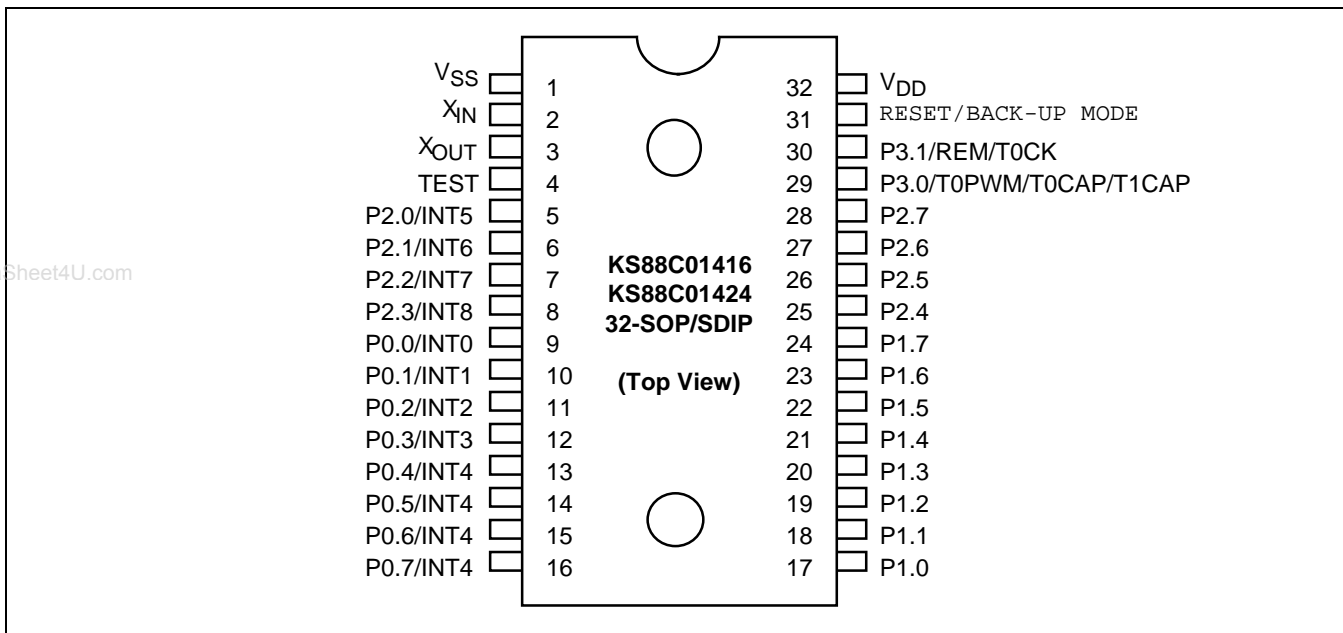 VSS 1 32 VDD
XIN 2 31 RESET/BACK-UP MODE
XOUT 3 30 P3.1/REM/T0CK
TEST 4 29 P3.0/T0PWM/T0CAP/T1CAP
P2.0/INT5 5 28 P2.7
P2.1/INT6 6 27 P2.6
Sheet4U.com
P2.2/INT7 7 KS88C01416 26 P2.5
P2.3/INT8 8 KS88C01424 25 P2.4
32-SOP/SDIP
P0.0/INT0 9 24 P1.7
P0.1/INT1 10 (Top View) 23 P1.6
P0.2/INT2 11 22 P1.5
P0.3/INT3 12 21 P1.4
P0.4/INT4 13 20 P1.3
P0.5/INT4 14 19 P1.2
P0.6/INT4 15 18 P1.1
P0.7/INT4 16 17 P1.0